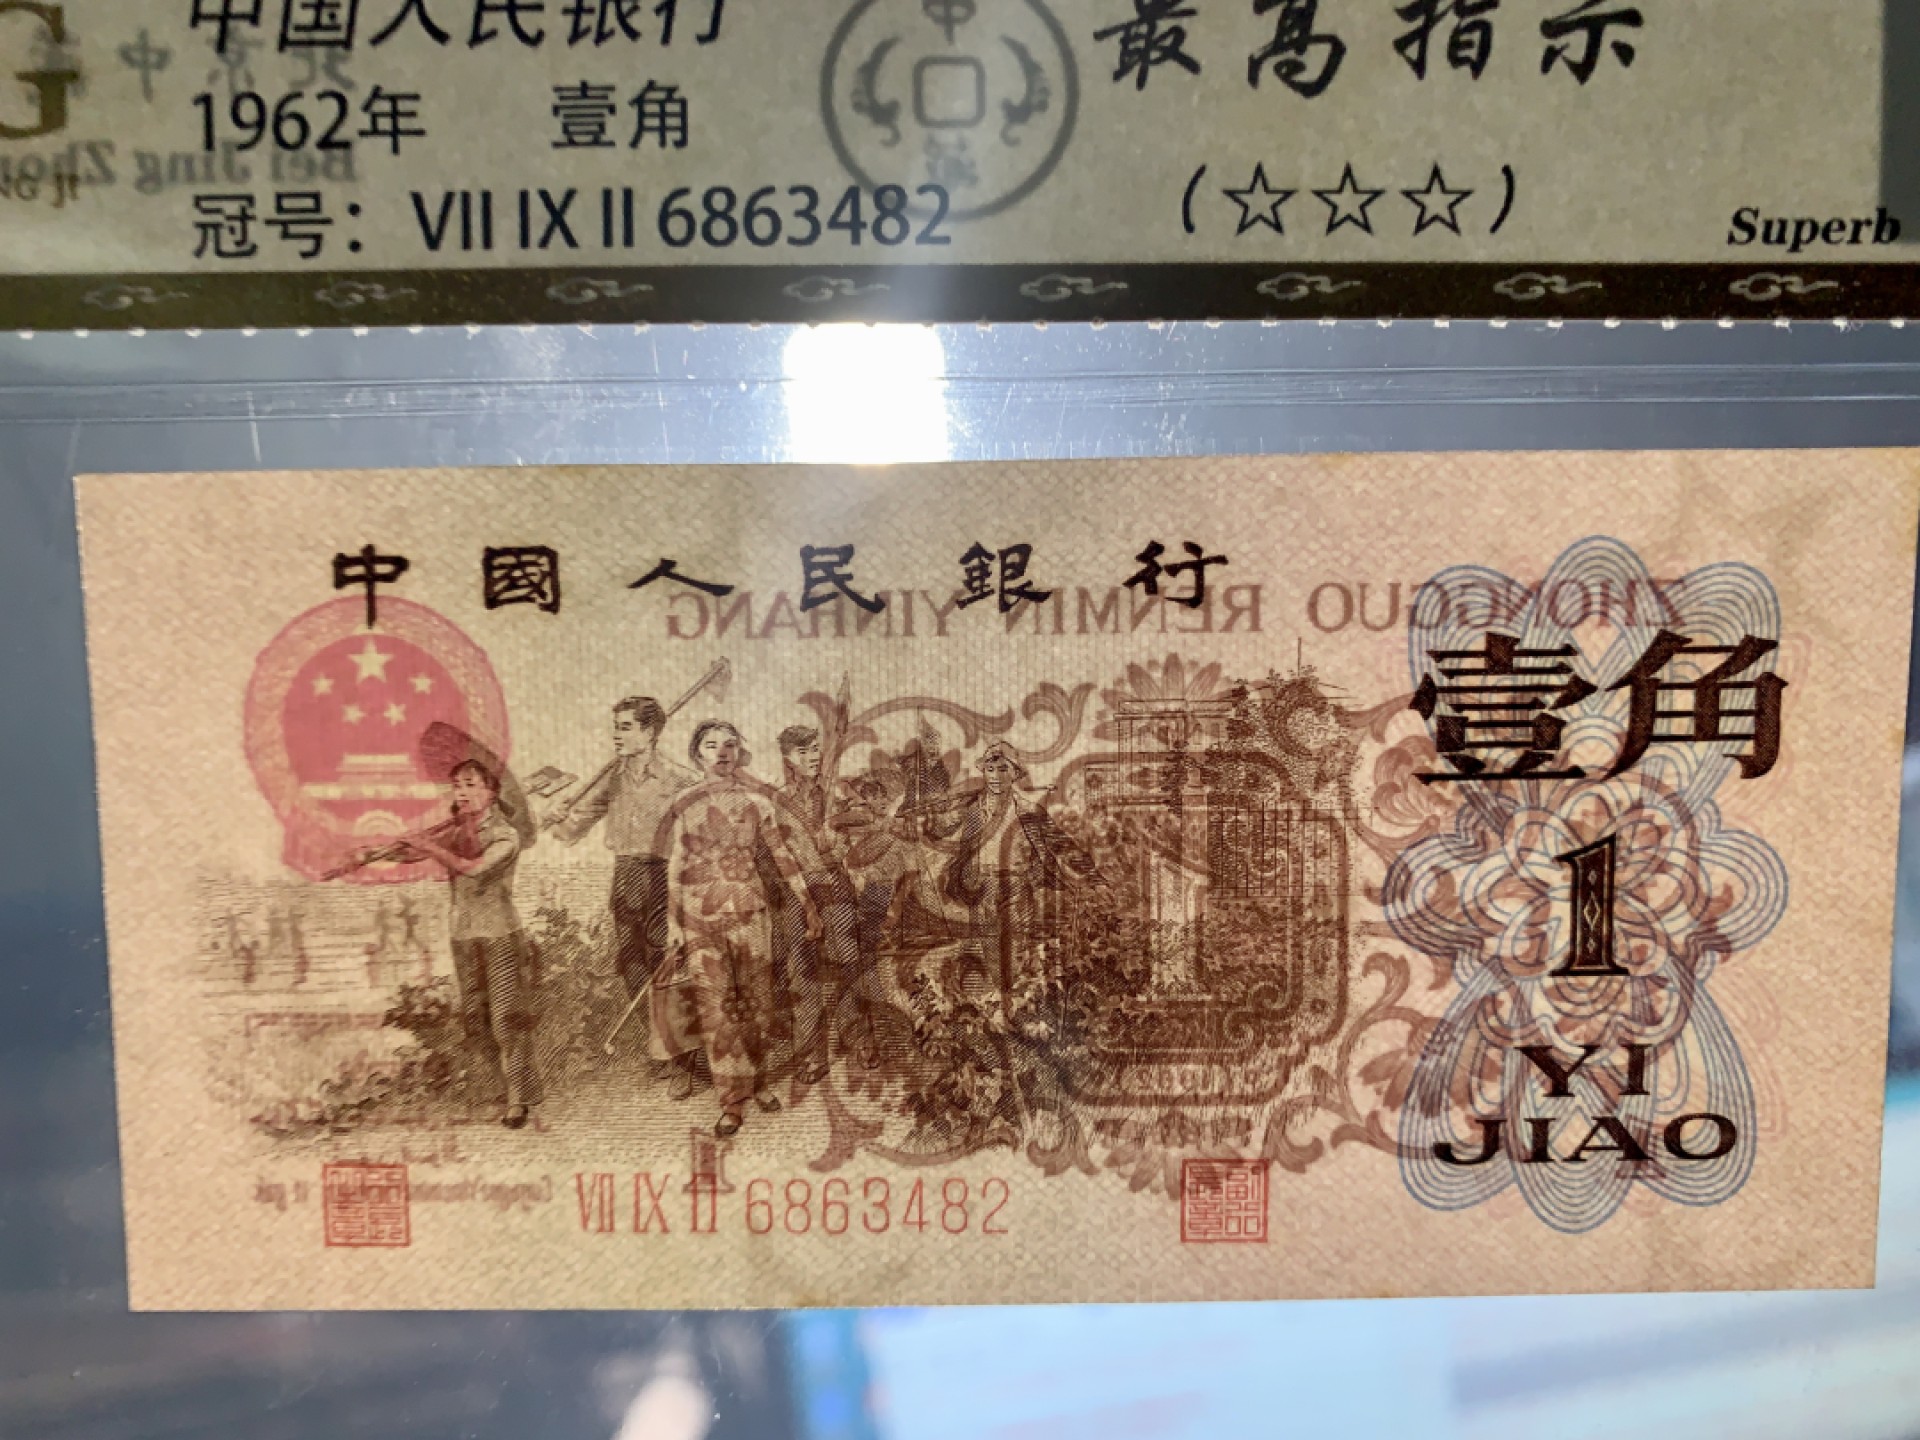 中国人民银行
最高指示
1962年 壹角
冠号：VII IX II 6863482
(☆☆☆)
Superb
中國人民銀行
ZHONGGUO RENMIN YINHANG
壹角
1
YI
JIAO
VII IX II 6863482